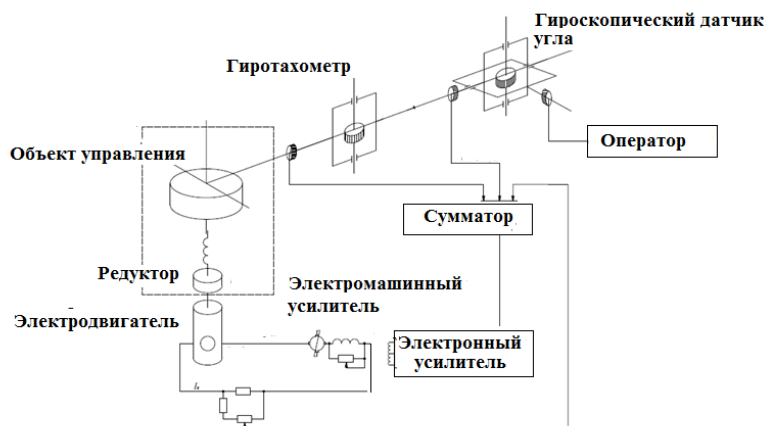 Гироскопический датчик
угла
Гиротахометр
Оператор
Объект управления
Сумматор
Редуктор
Электромашинный
усилитель
Электродвигатель
Электронный
усилитель